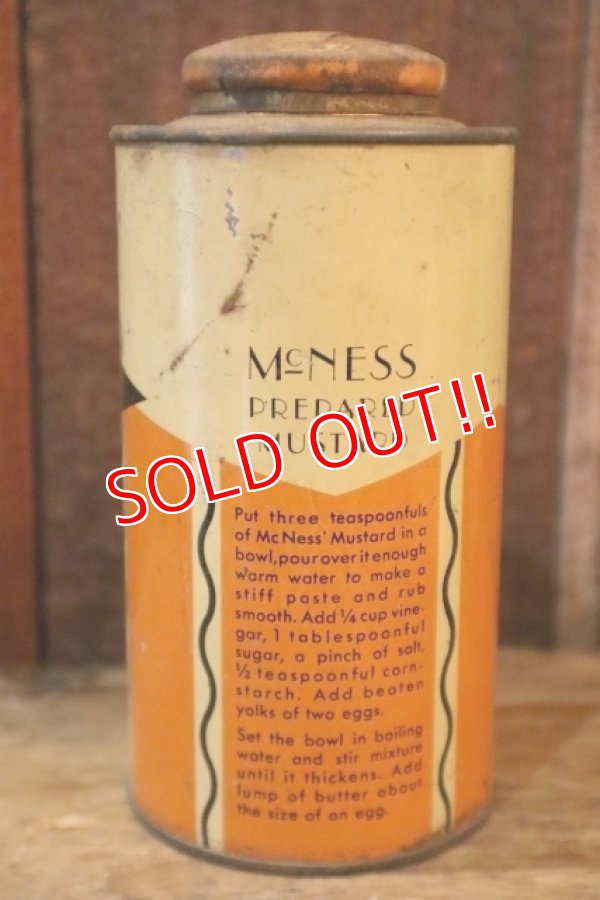 McNESS
PREPARED
MUSTARD
SOLD OUT!!
Put three teaspoonfuls
of McNess' Mustard in a
bowl, pour over it enough
warm water to make a
stiff paste and rub
smooth. Add ¼ cup vine-
gar, 1 tablespoonful
sugar, a pinch of salt,
½ teaspoonful corn-
starch. Add beaten
yolks of two eggs.
Set the bowl in boiling
water and stir mixture
until it thickens. Add
lump of butter about
the size of an egg.